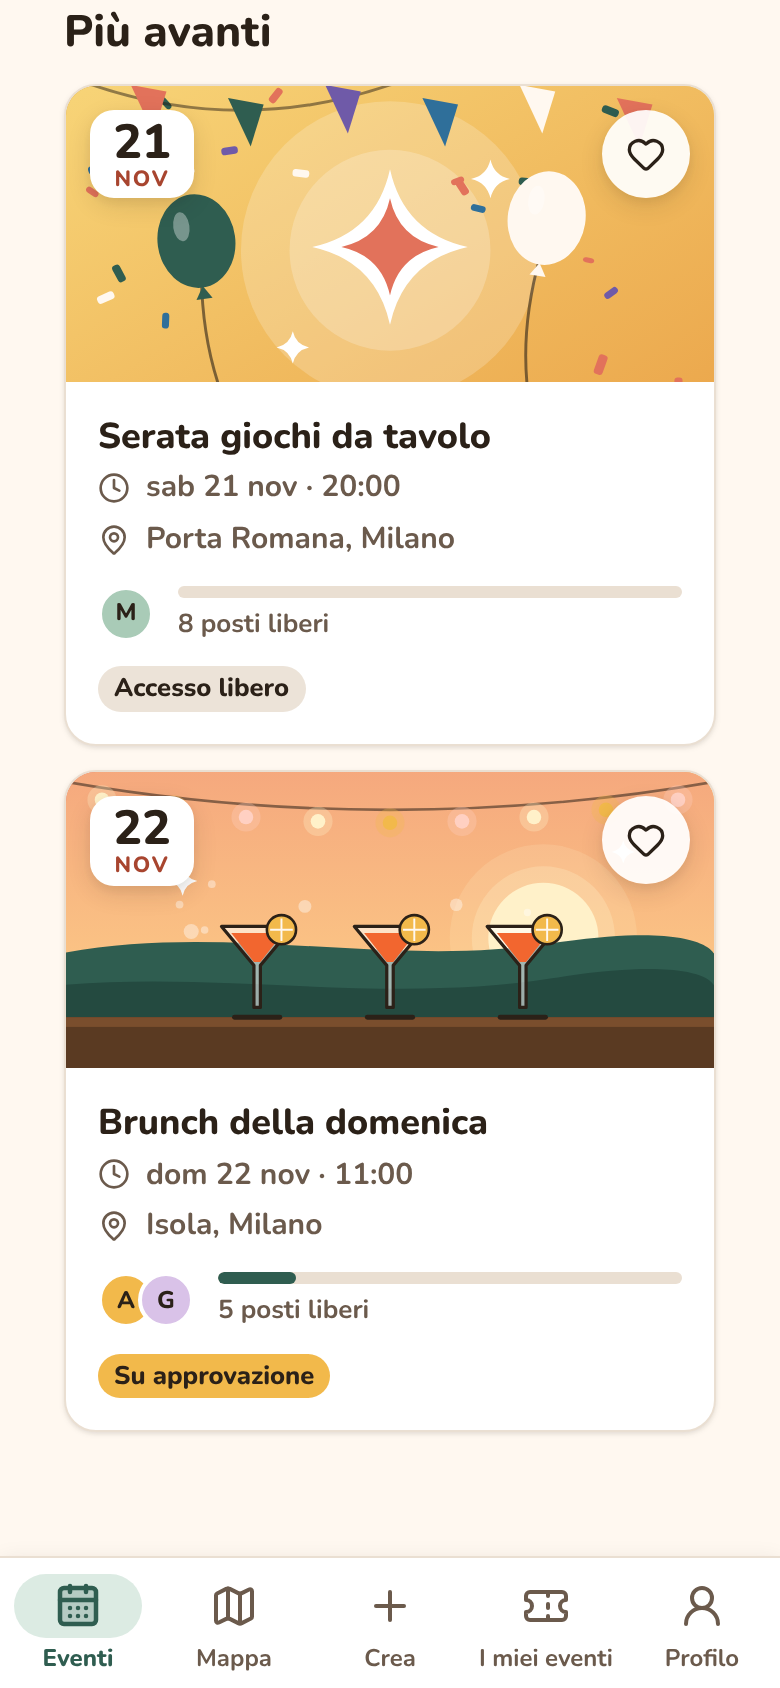 Più avanti
21
NOV
Serata giochi da tavolo
sab 21 nov · 20:00
Porta Romana, Milano
M
8 posti liberi
Accesso libero
22
NOV
Brunch della domenica
dom 22 nov · 11:00
Isola, Milano
A G
5 posti liberi
Su approvazione
Eventi Mappa Crea I miei eventi Profilo